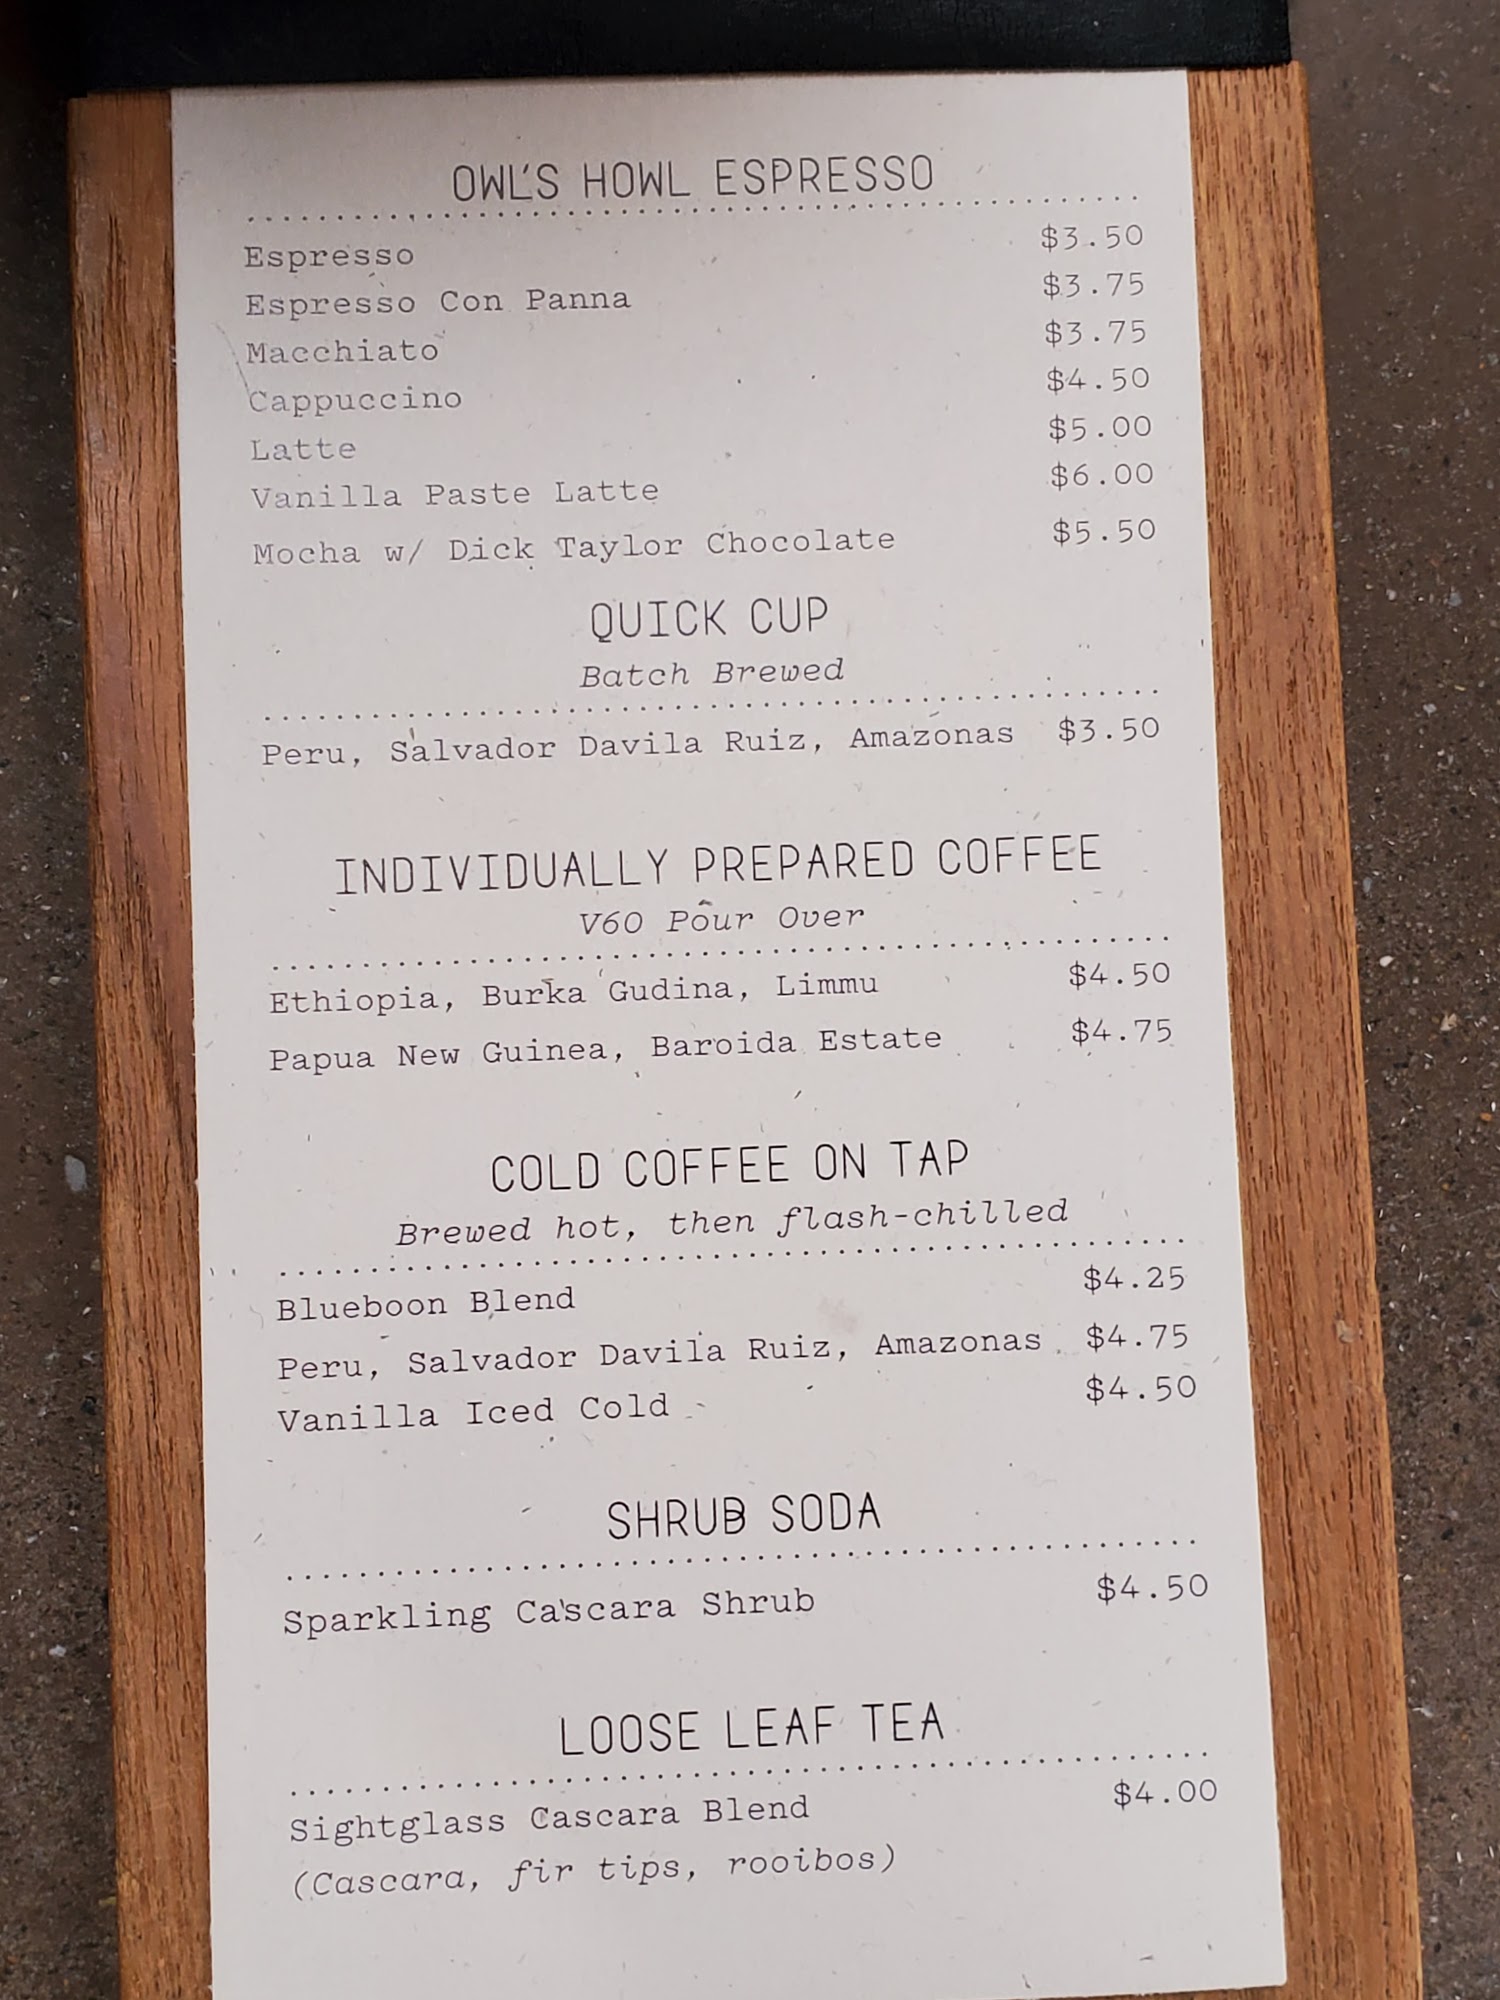 OWL'S HOWL ESPRESSO
Espresso $3.50
Espresso Con Panna $3.75
Macchiato $3.75
Cappuccino $4.50
Latte $5.00
Vanilla Paste Latte $6.00
Mocha w/ Dick Taylor Chocolate $5.50
QUICK CUP
Batch Brewed
Peru, Salvador Davila Ruiz, Amazonas $3.50
INDIVIDUALLY PREPARED COFFEE
V60 Pour Over
Ethiopia, Burka Gudina, Limmu $4.50
Papua New Guinea, Baroida Estate $4.75
COLD COFFEE ON TAP
Brewed hot, then flash-chilled
Blueboon Blend $4.25
Peru, Salvador Davila Ruiz, Amazonas $4.75
Vanilla Iced Cold $4.50
SHRUB SODA
Sparkling Cascara Shrub $4.50
LOOSE LEAF TEA
Sightglass Cascara Blend $4.00
(Cascara, fir tips, rooibos)